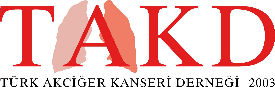 TAKD
TÜRK AKCİĞER KANSERİ DERNEĞİ 2003